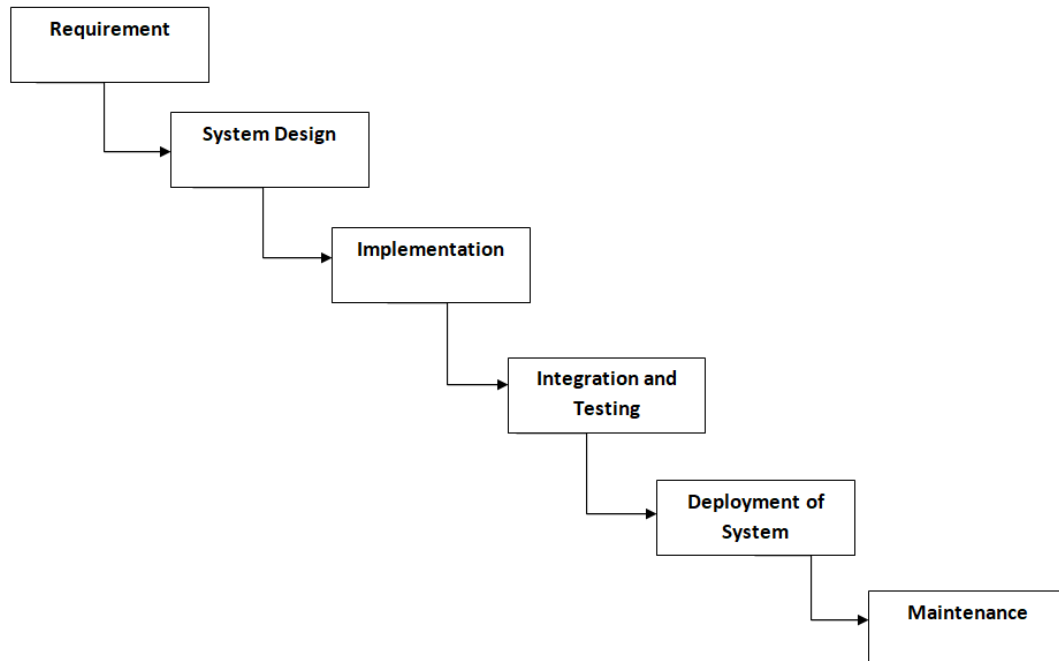 Requirement
System Design
Implementation
Integration and
Testing
Deployment of
System
Maintenance